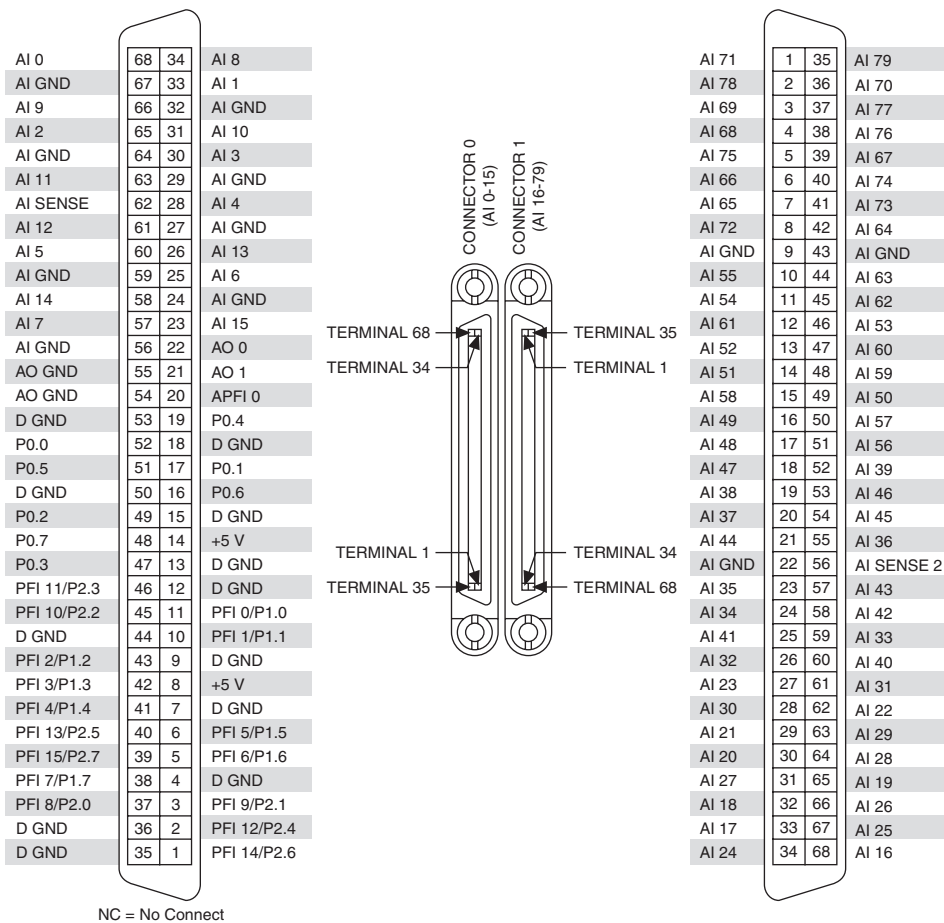 AI 0 68 34 AI 8
AI GND 67 33 AI 1
AI 9 66 32 AI GND
AI 2 65 31 AI 10
AI GND 64 30 AI 3
AI 11 63 29 AI GND
AI SENSE 62 28 AI 4
AI 12 61 27 AI GND
AI 5 60 26 AI 13
AI GND 59 25 AI 6
AI 14 58 24 AI GND
AI 7 57 23 AI 15
AI GND 56 22 AO 0
AO GND 55 21 AO 1
AO GND 54 20 APFI 0
D GND 53 19 P0.4
P0.0 52 18 D GND
P0.5 51 17 P0.1
D GND 50 16 P0.6
P0.2 49 15 D GND
P0.7 48 14 +5 V
P0.3 47 13 D GND
PFI 11/P2.3 46 12 D GND
PFI 10/P2.2 45 11 PFI 0/P1.0
D GND 44 10 PFI 1/P1.1
PFI 2/P1.2 43 9 D GND
PFI 3/P1.3 42 8 +5 V
PFI 4/P1.4 41 7 D GND
PFI 13/P2.5 40 6 PFI 5/P1.5
PFI 15/P2.7 39 5 PFI 6/P1.6
PFI 7/P1.7 38 4 D GND
PFI 8/P2.0 37 3 PFI 9/P2.1
D GND 36 2 PFI 12/P2.4
D GND 35 1 PFI 14/P2.6
NC = No Connect
CONNECTOR 0
(AI 0-15)
CONNECTOR 1
(AI 16-79)
TERMINAL 68
TERMINAL 35
TERMINAL 34
TERMINAL 1
TERMINAL 1
TERMINAL 34
TERMINAL 35
TERMINAL 68
AI 71 1 35 AI 79
AI 78 2 36 AI 70
AI 69 3 37 AI 77
AI 68 4 38 AI 76
AI 75 5 39 AI 67
AI 66 6 40 AI 74
AI 65 7 41 AI 73
AI 72 8 42 AI 64
AI GND 9 43 AI GND
AI 55 10 44 AI 63
AI 54 11 45 AI 62
AI 61 12 46 AI 53
AI 52 13 47 AI 60
AI 51 14 48 AI 59
AI 58 15 49 AI 50
AI 49 16 50 AI 57
AI 48 17 51 AI 56
AI 47 18 52 AI 39
AI 38 19 53 AI 46
AI 37 20 54 AI 45
AI 44 21 55 AI 36
AI GND 22 56 AI SENSE 2
AI 35 23 57 AI 43
AI 34 24 58 AI 42
AI 41 25 59 AI 33
AI 32 26 60 AI 40
AI 23 27 61 AI 31
AI 30 28 62 AI 22
AI 21 29 63 AI 29
AI 20 30 64 AI 28
AI 27 31 65 AI 19
AI 18 32 66 AI 26
AI 17 33 67 AI 25
AI 24 34 68 AI 16